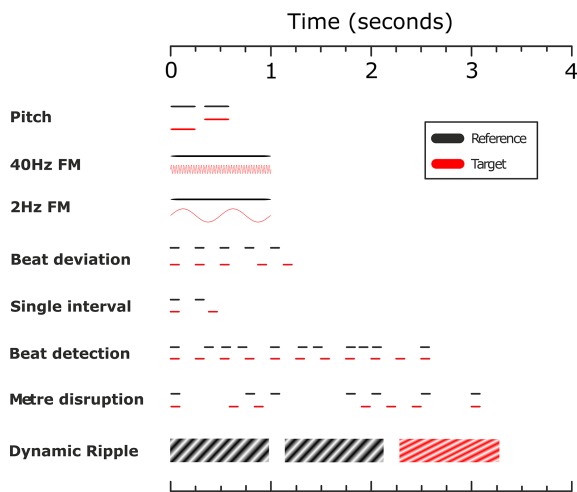 Time (seconds)
0 1 2 3 4
Pitch
Reference
Target
40Hz FM
2Hz FM
Beat deviation
Single interval
Beat detection
Metre disruption
Dynamic Ripple